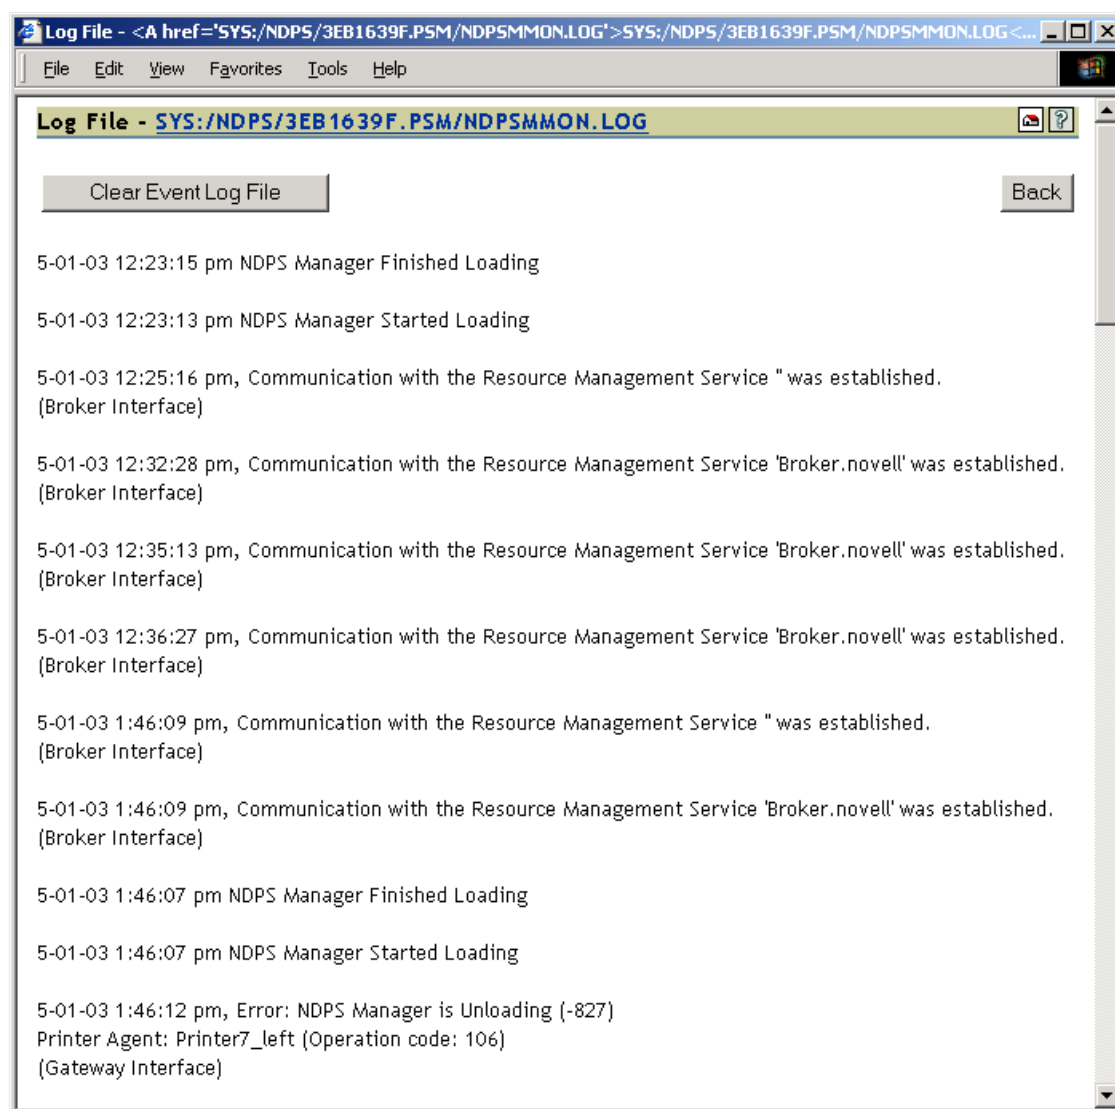 Log File - <A href='SYS:/NDPS/3EB1639F.PSM/NDPSMMON.LOG'>SYS:/NDPS/3EB1639F.PSM/NDPSMMON.LOG<...
File Edit View Favorites Tools Help
Log File - SYS:/NDPS/3EB1639F.PSM/NDPSMMON.LOG
Clear Event Log File Back
5-01-03 12:23:15 pm NDPS Manager Finished Loading
5-01-03 12:23:13 pm NDPS Manager Started Loading
5-01-03 12:25:16 pm, Communication with the Resource Management Service '' was established.
(Broker Interface)
5-01-03 12:32:28 pm, Communication with the Resource Management Service 'Broker.novell' was established.
(Broker Interface)
5-01-03 12:35:13 pm, Communication with the Resource Management Service 'Broker.novell' was established.
(Broker Interface)
5-01-03 12:36:27 pm, Communication with the Resource Management Service 'Broker.novell' was established.
(Broker Interface)
5-01-03 1:46:09 pm, Communication with the Resource Management Service '' was established.
(Broker Interface)
5-01-03 1:46:09 pm, Communication with the Resource Management Service 'Broker.novell' was established.
(Broker Interface)
5-01-03 1:46:07 pm NDPS Manager Finished Loading
5-01-03 1:46:07 pm NDPS Manager Started Loading
5-01-03 1:46:12 pm, Error: NDPS Manager is Unloading (-827)
Printer Agent: Printer7_left (Operation code: 106)
(Gateway Interface)